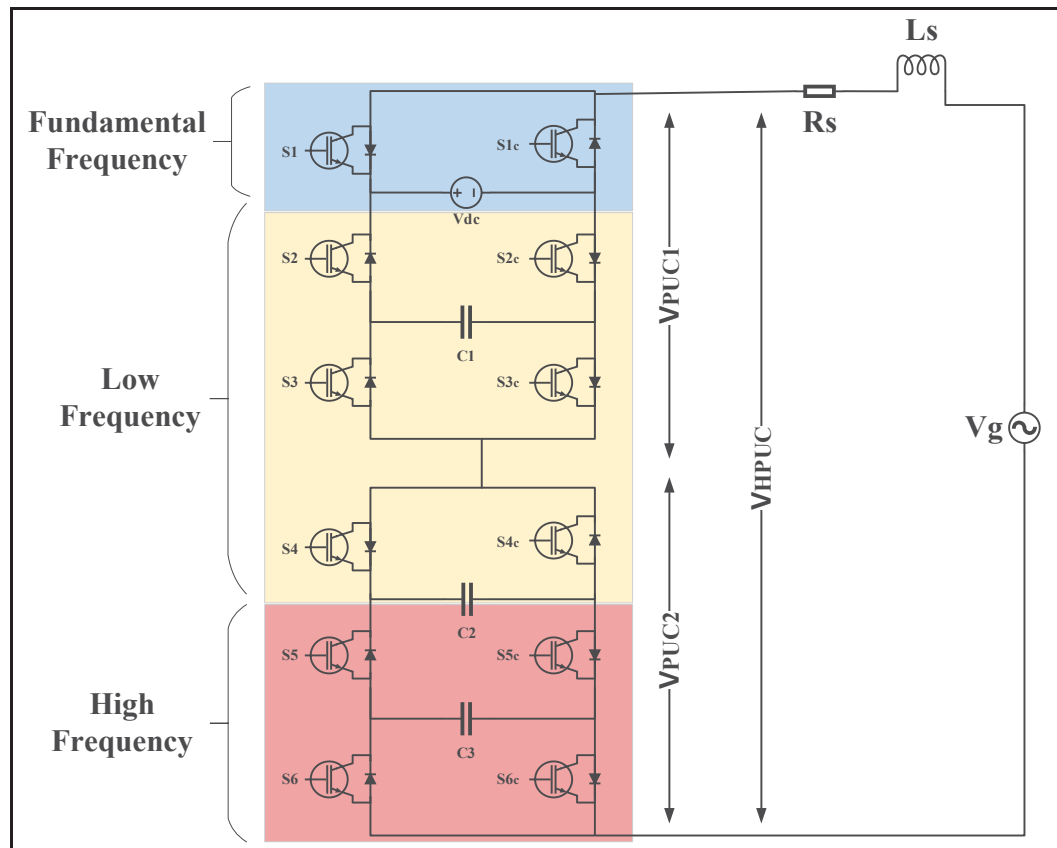 Ls
Rs
Fundamental
Frequency
S1
S1c
+ −
Vdc
S2
S2c
VPUC1
C1
Low
Frequency
S3
S3c
VHPUC
Vg
S4
S4c
C2
VPUC2
S5
S5c
High
Frequency
C3
S6
S6c